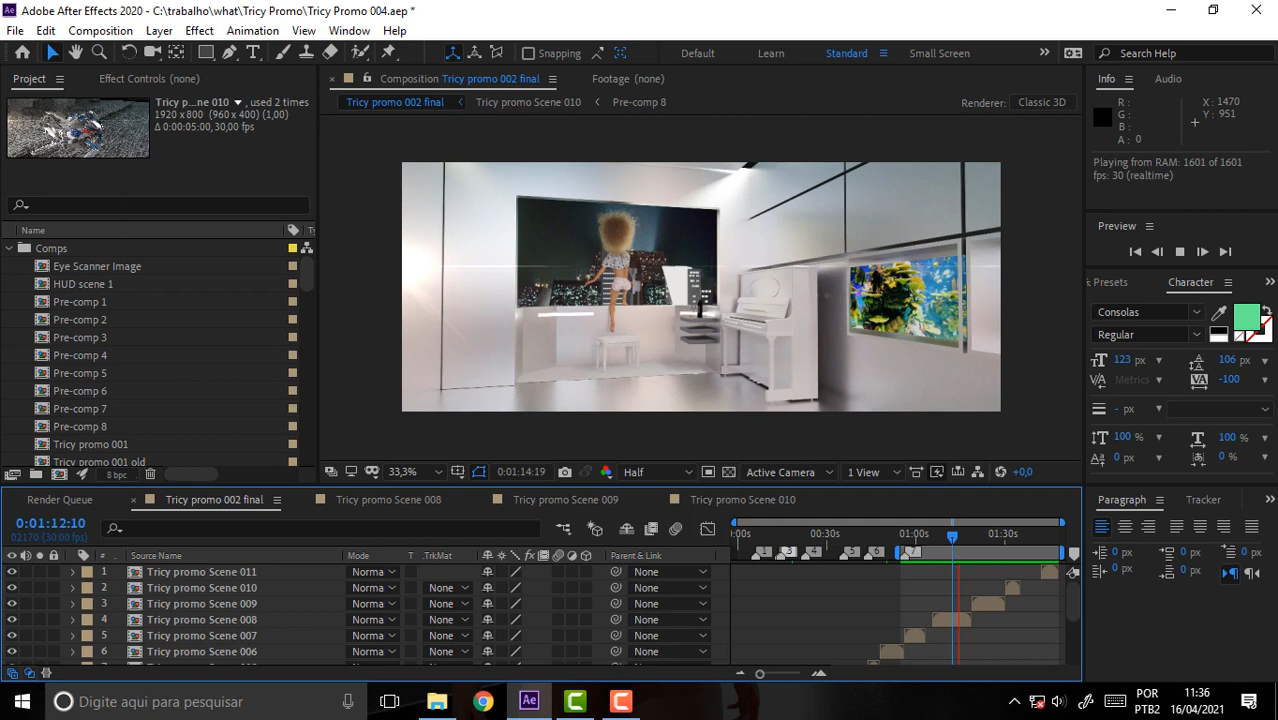 Adobe After Effects 2020 - C:\trabalho\what\Tricy Promo\Tricy Promo 004.aep *
File Edit Composition Layer Effect Animation View Window Help
Snapping Default Learn Standard Small Screen Search Help
Project Effect Controls (none)
Composition Tricy promo 002 final Footage (none)
Info Audio
Tricy p...ne 010 , used 2 times
1920 x 800 (960 x 400) (1,00)
Δ 0:00:05:00, 30,00 fps
Tricy promo 002 final Tricy promo Scene 010 Pre-comp 8
Renderer: Classic 3D
R :
G :
B :
A : 0
X : 1470
Y : 951
Playing from RAM: 1601 of 1601
fps: 30 (realtime)
Preview
Presets Character
Consolas
Regular
123 px 106 px
Metrics -100
- px
100 % 100 %
0 px 0 %
Name
Comps
Eye Scanner Image
HUD scene 1
Pre-comp 1
Pre-comp 2
Pre-comp 3
Pre-comp 4
Pre-comp 5
Pre-comp 6
Pre-comp 7
Pre-comp 8
Tricy promo 001
Tricy promo 001 old
8 bpc
33,3% 0:01:14:19 Half Active Camera 1 View +0,0
Render Queue Tricy promo 002 final Tricy promo Scene 008 Tricy promo Scene 009 Tricy promo Scene 010
Paragraph Tracker
0:01:12:10
02170 (30.00 fps)
0:00s 00:30s 01:00s 01:30s
# Source Name Mode T .TrkMat Parent & Link
1 3 4 5 6 7
1 Tricy promo Scene 011 Norma None
2 Tricy promo Scene 010 Norma None None
3 Tricy promo Scene 009 Norma None None
4 Tricy promo Scene 008 Norma None None
5 Tricy promo Scene 007 Norma None None
6 Tricy promo Scene 006 Norma None None
0 px 0 px 0 px
0 px 0 px
Digite aqui para pesquisar
POR
PTB2
11:36
16/04/2021